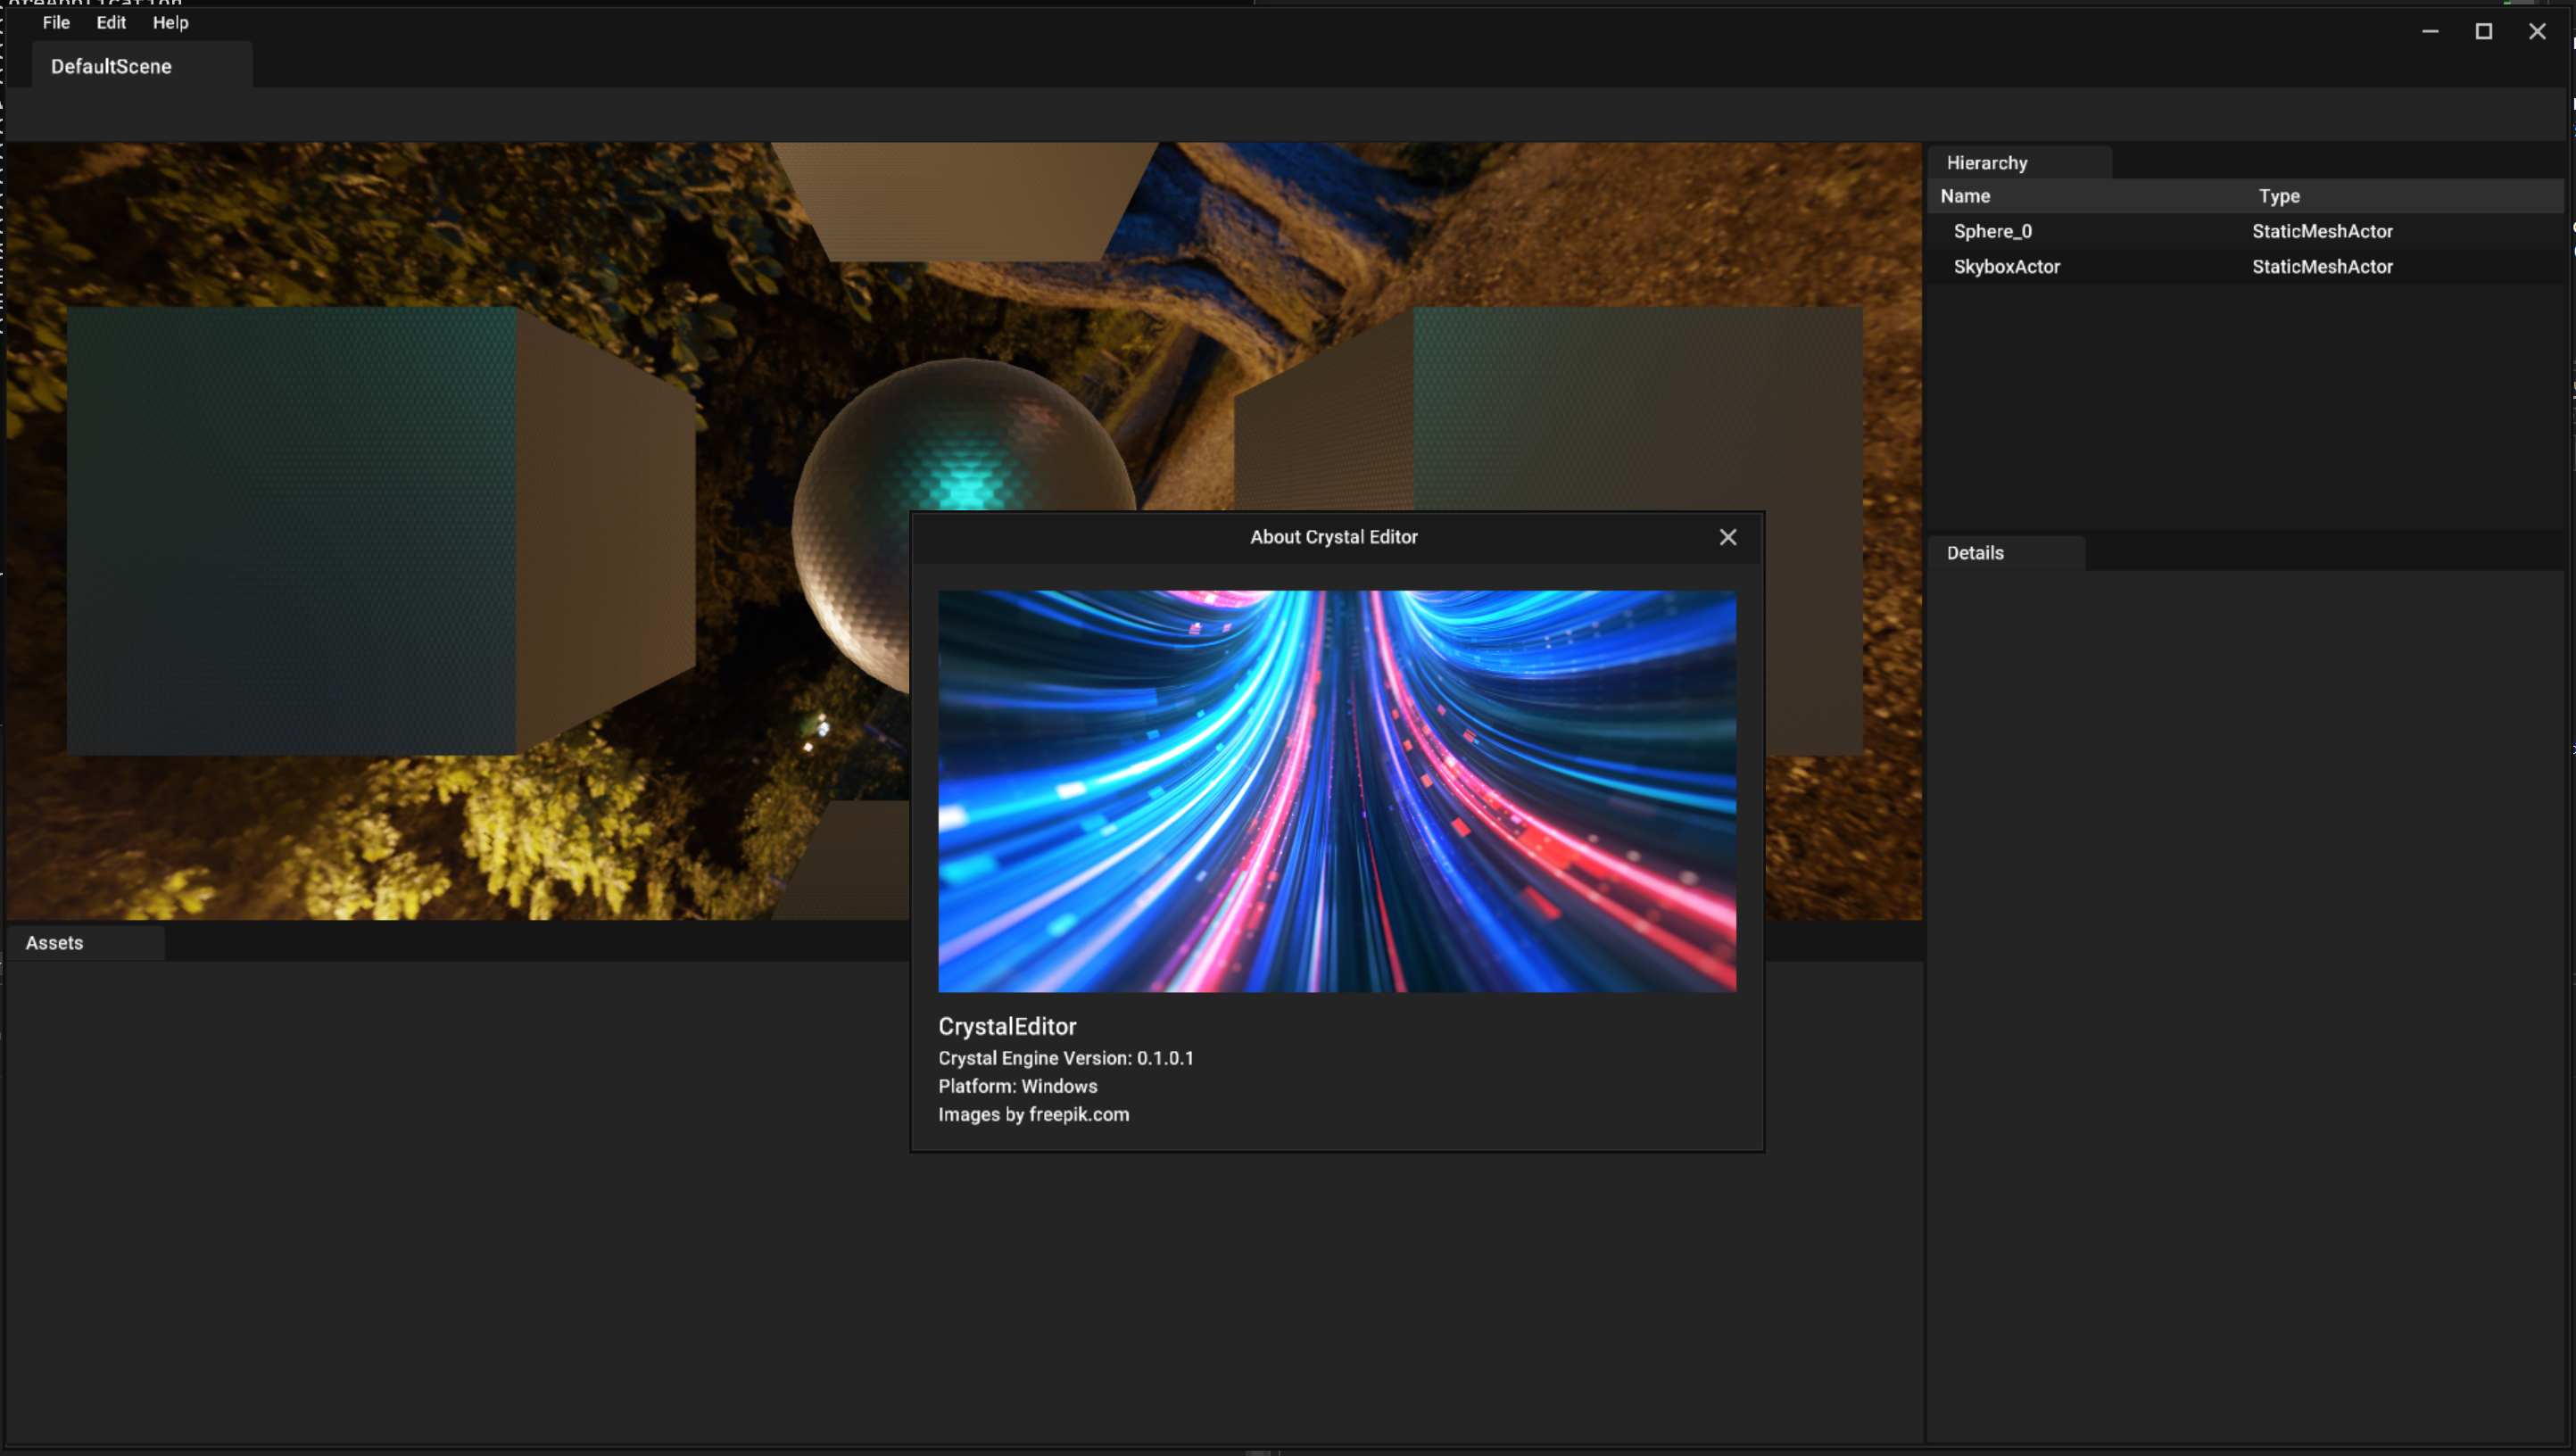 File Edit Help
DefaultScene
Hierarchy
Name Type
Sphere_0 StaticMeshActor
SkyboxActor StaticMeshActor
Details
About Crystal Editor
CrystalEditor
Crystal Engine Version: 0.1.0.1
Platform: Windows
Images by freepik.com
Assets